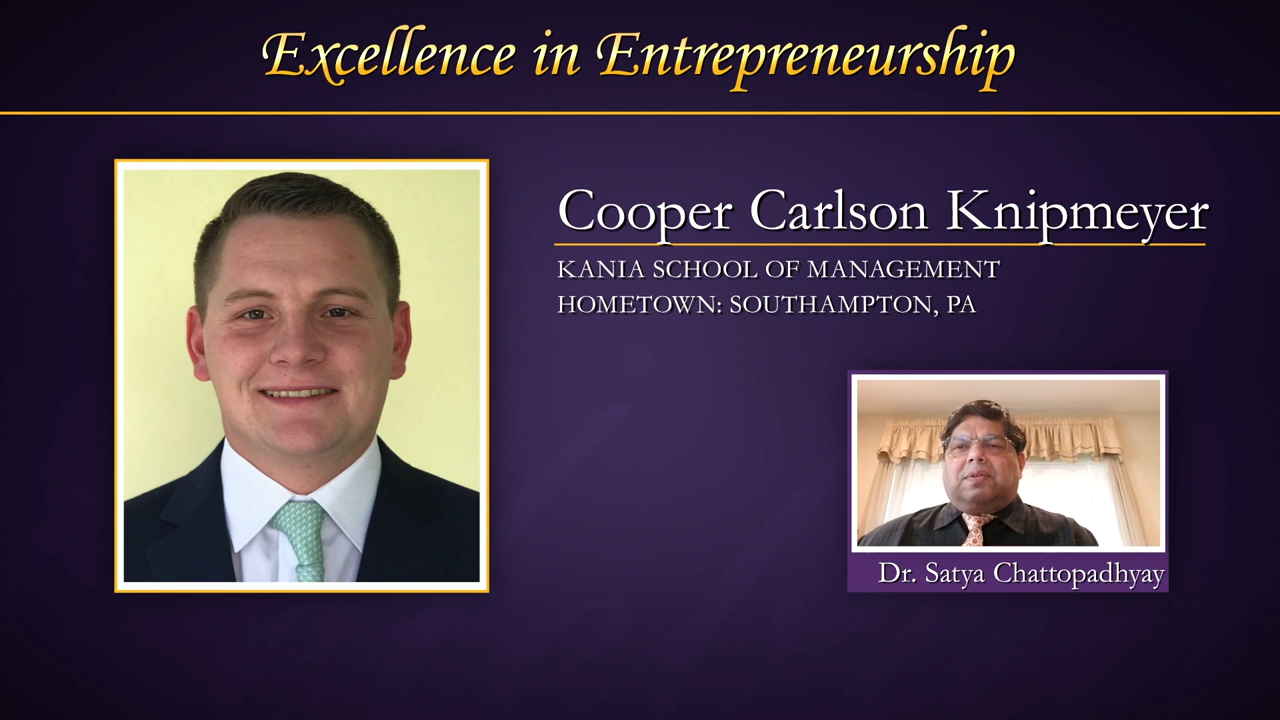 Excellence in Entrepreneurship
Cooper Carlson Knipmeyer
KANIA SCHOOL OF MANAGEMENT
HOMETOWN: SOUTHAMPTON, PA
Dr. Satya Chattopadhyay